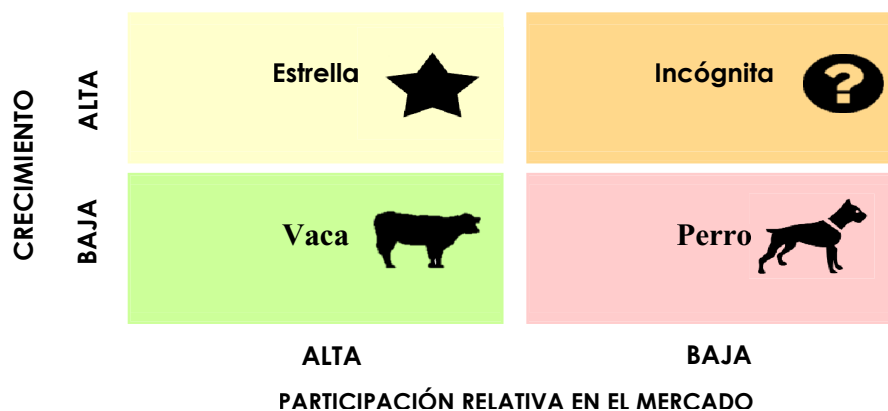 Estrella
Incógnita
?
CRECIMIENTO
ALTA
BAJA
Vaca
Perro
ALTA
BAJA
PARTICIPACIÓN RELATIVA EN EL MERCADO